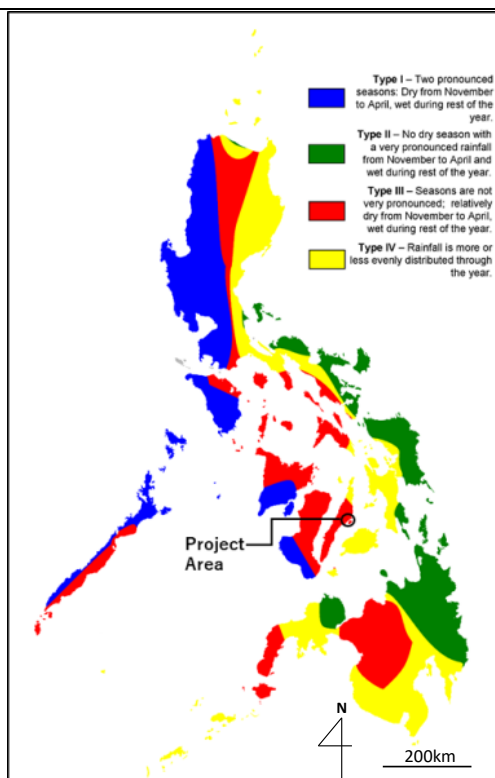 Type I – Two pronounced
seasons: Dry from November
to April, wet during rest of the
year.
Type II – No dry season with
a very pronounced rainfall
from November to April and
wet during rest of the year.
Type III – Seasons are not
very pronounced; relatively
dry from November to April,
wet during rest of the year.
Type IV – Rainfall is more or
less evenly distributed through
the year.
Project
Area
N
200km